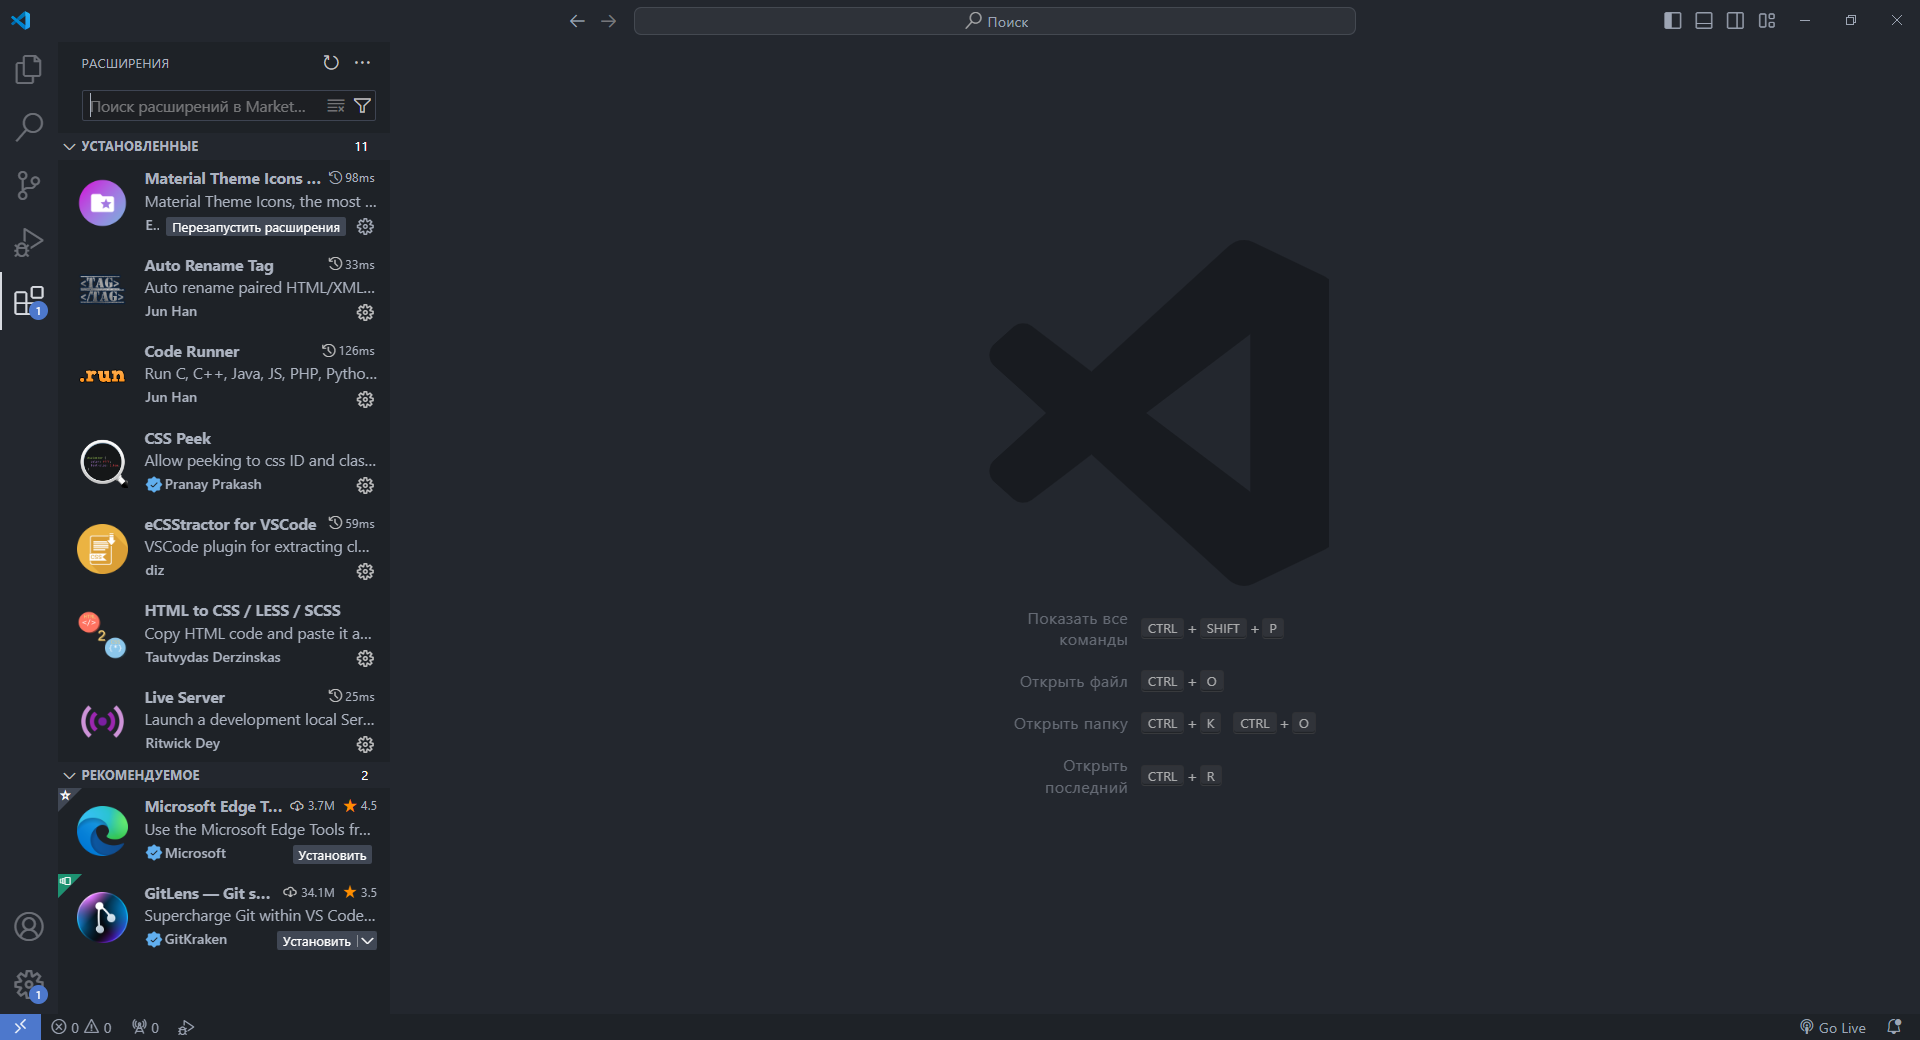 Поиск
РАСШИРЕНИЯ
Поиск расширений в Market...
УСТАНОВЛЕННЫЕ 11
Material Theme Icons ... 98ms
Material Theme Icons, the most ...
E.. Перезапустить расширения
<TAG>
</TAG>
Auto Rename Tag 33ms
Auto rename paired HTML/XML...
Jun Han
1
.run
Code Runner 126ms
Run C, C++, Java, JS, PHP, Pytho...
Jun Han
CSS Peek
Allow peeking to css ID and clas...
Pranay Prakash
eCSStractor for VSCode 59ms
VSCode plugin for extracting cl...
diz
HTML to CSS / LESS / SCSS
2
Copy HTML code and paste it a...
Tautvydas Derzinskas
Live Server 25ms
Launch a development local Ser...
Ritwick Dey
РЕКОМЕНДУЕМОЕ 2
Microsoft Edge T... 3.7M 4.5
Use the Microsoft Edge Tools fr...
Microsoft Установить
GitLens — Git s... 34.1M 3.5
Supercharge Git within VS Code...
GitKraken Установить
Показать все
команды CTRL + SHIFT + P
Открыть файл CTRL + O
Открыть папку CTRL + K CTRL + O
Открыть
последний CTRL + R
1
0 0 0
Go Live